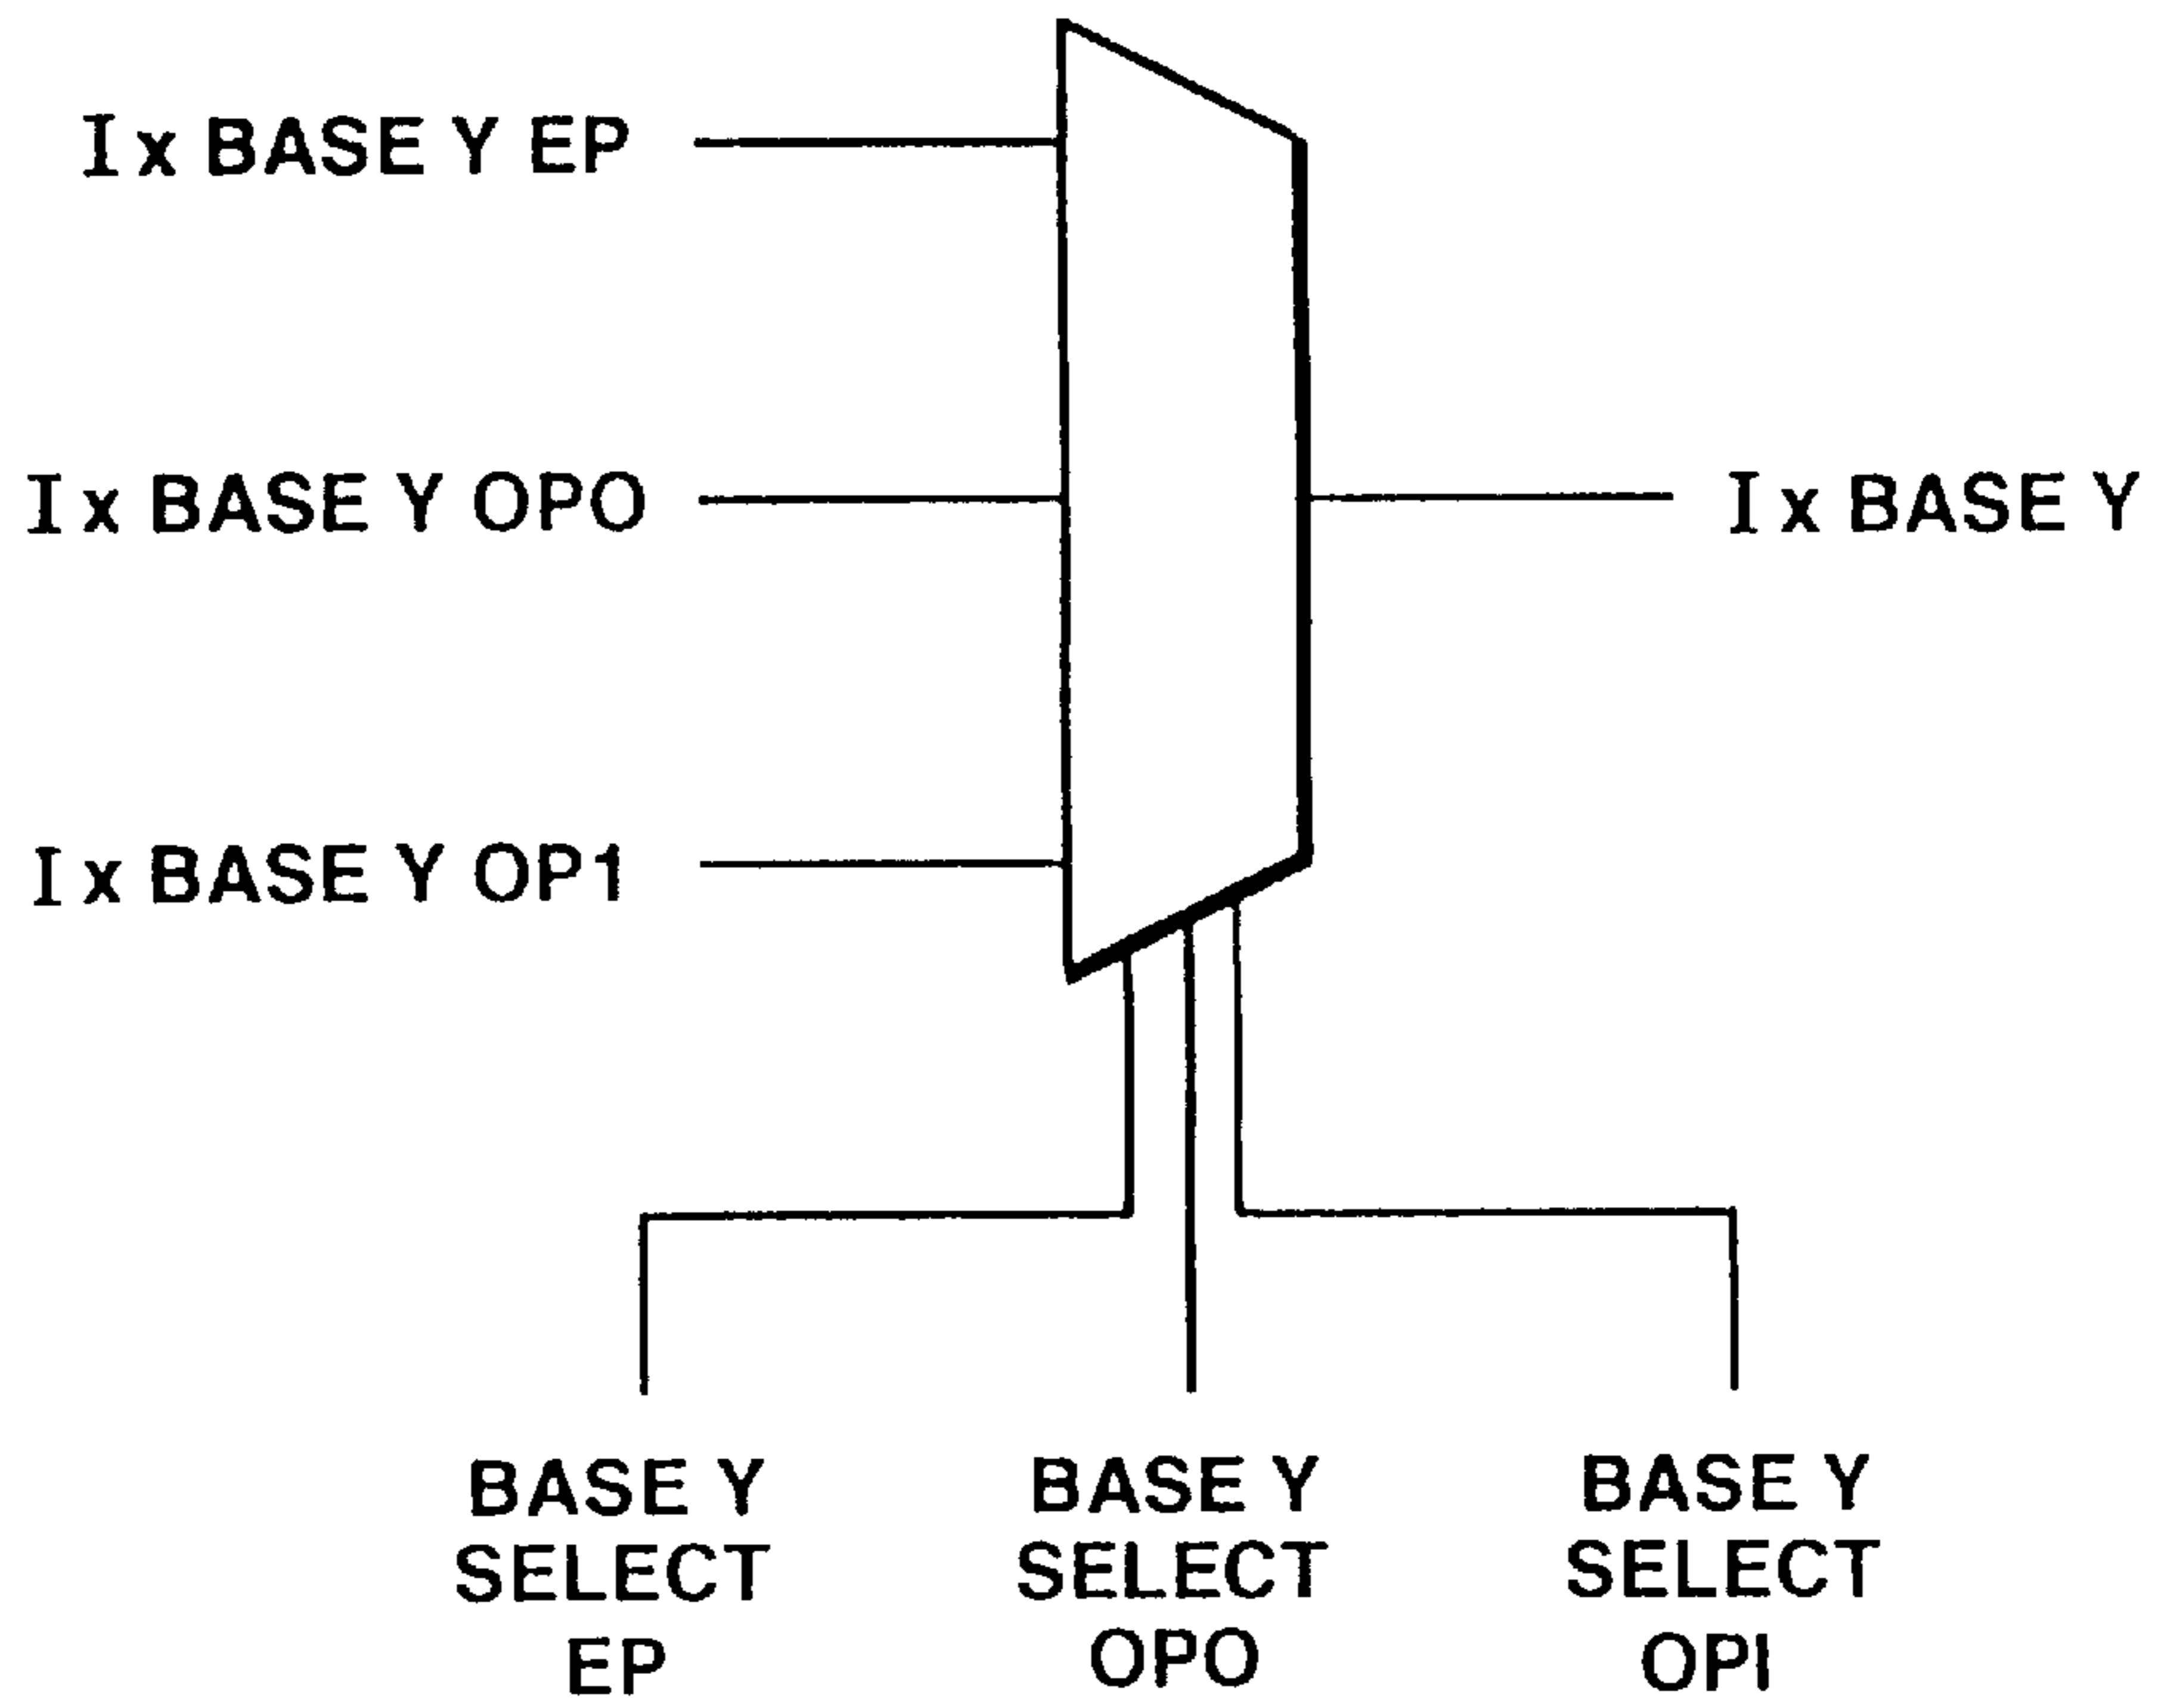 Ix BASE Y EP
Ix BASE Y OPO
Ix BASE Y
Ix BASE Y OP1
BASE Y
SELECT
EP
BASE Y
SELECT
OPO
BASE Y
SELECT
OPI